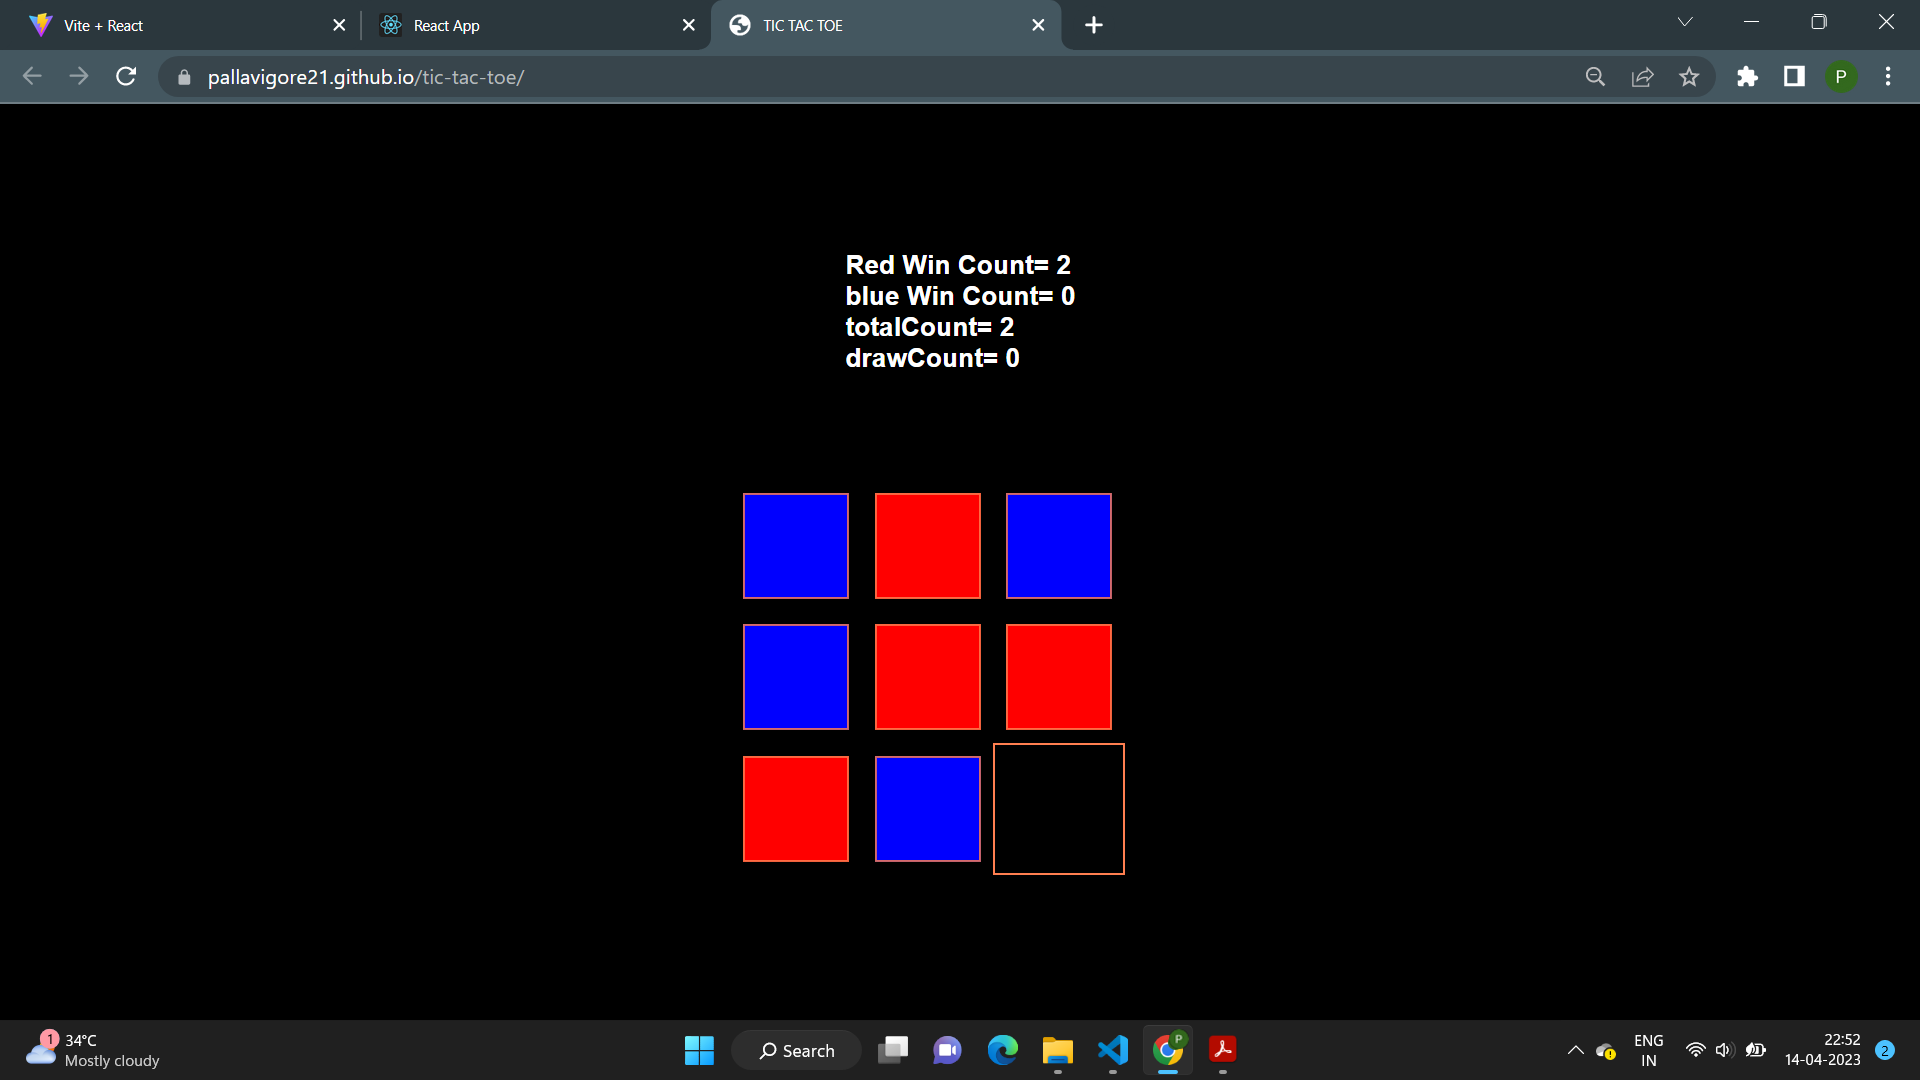 Vite + React
React App
TIC TAC TOE
pallavigore21.github.io/tic-tac-toe/
P
Red Win Count= 2
blue Win Count= 0
totalCount= 2
drawCount= 0
1
34°C
Mostly cloudy
Search
P
ENG
IN
22:52
14-04-2023
2